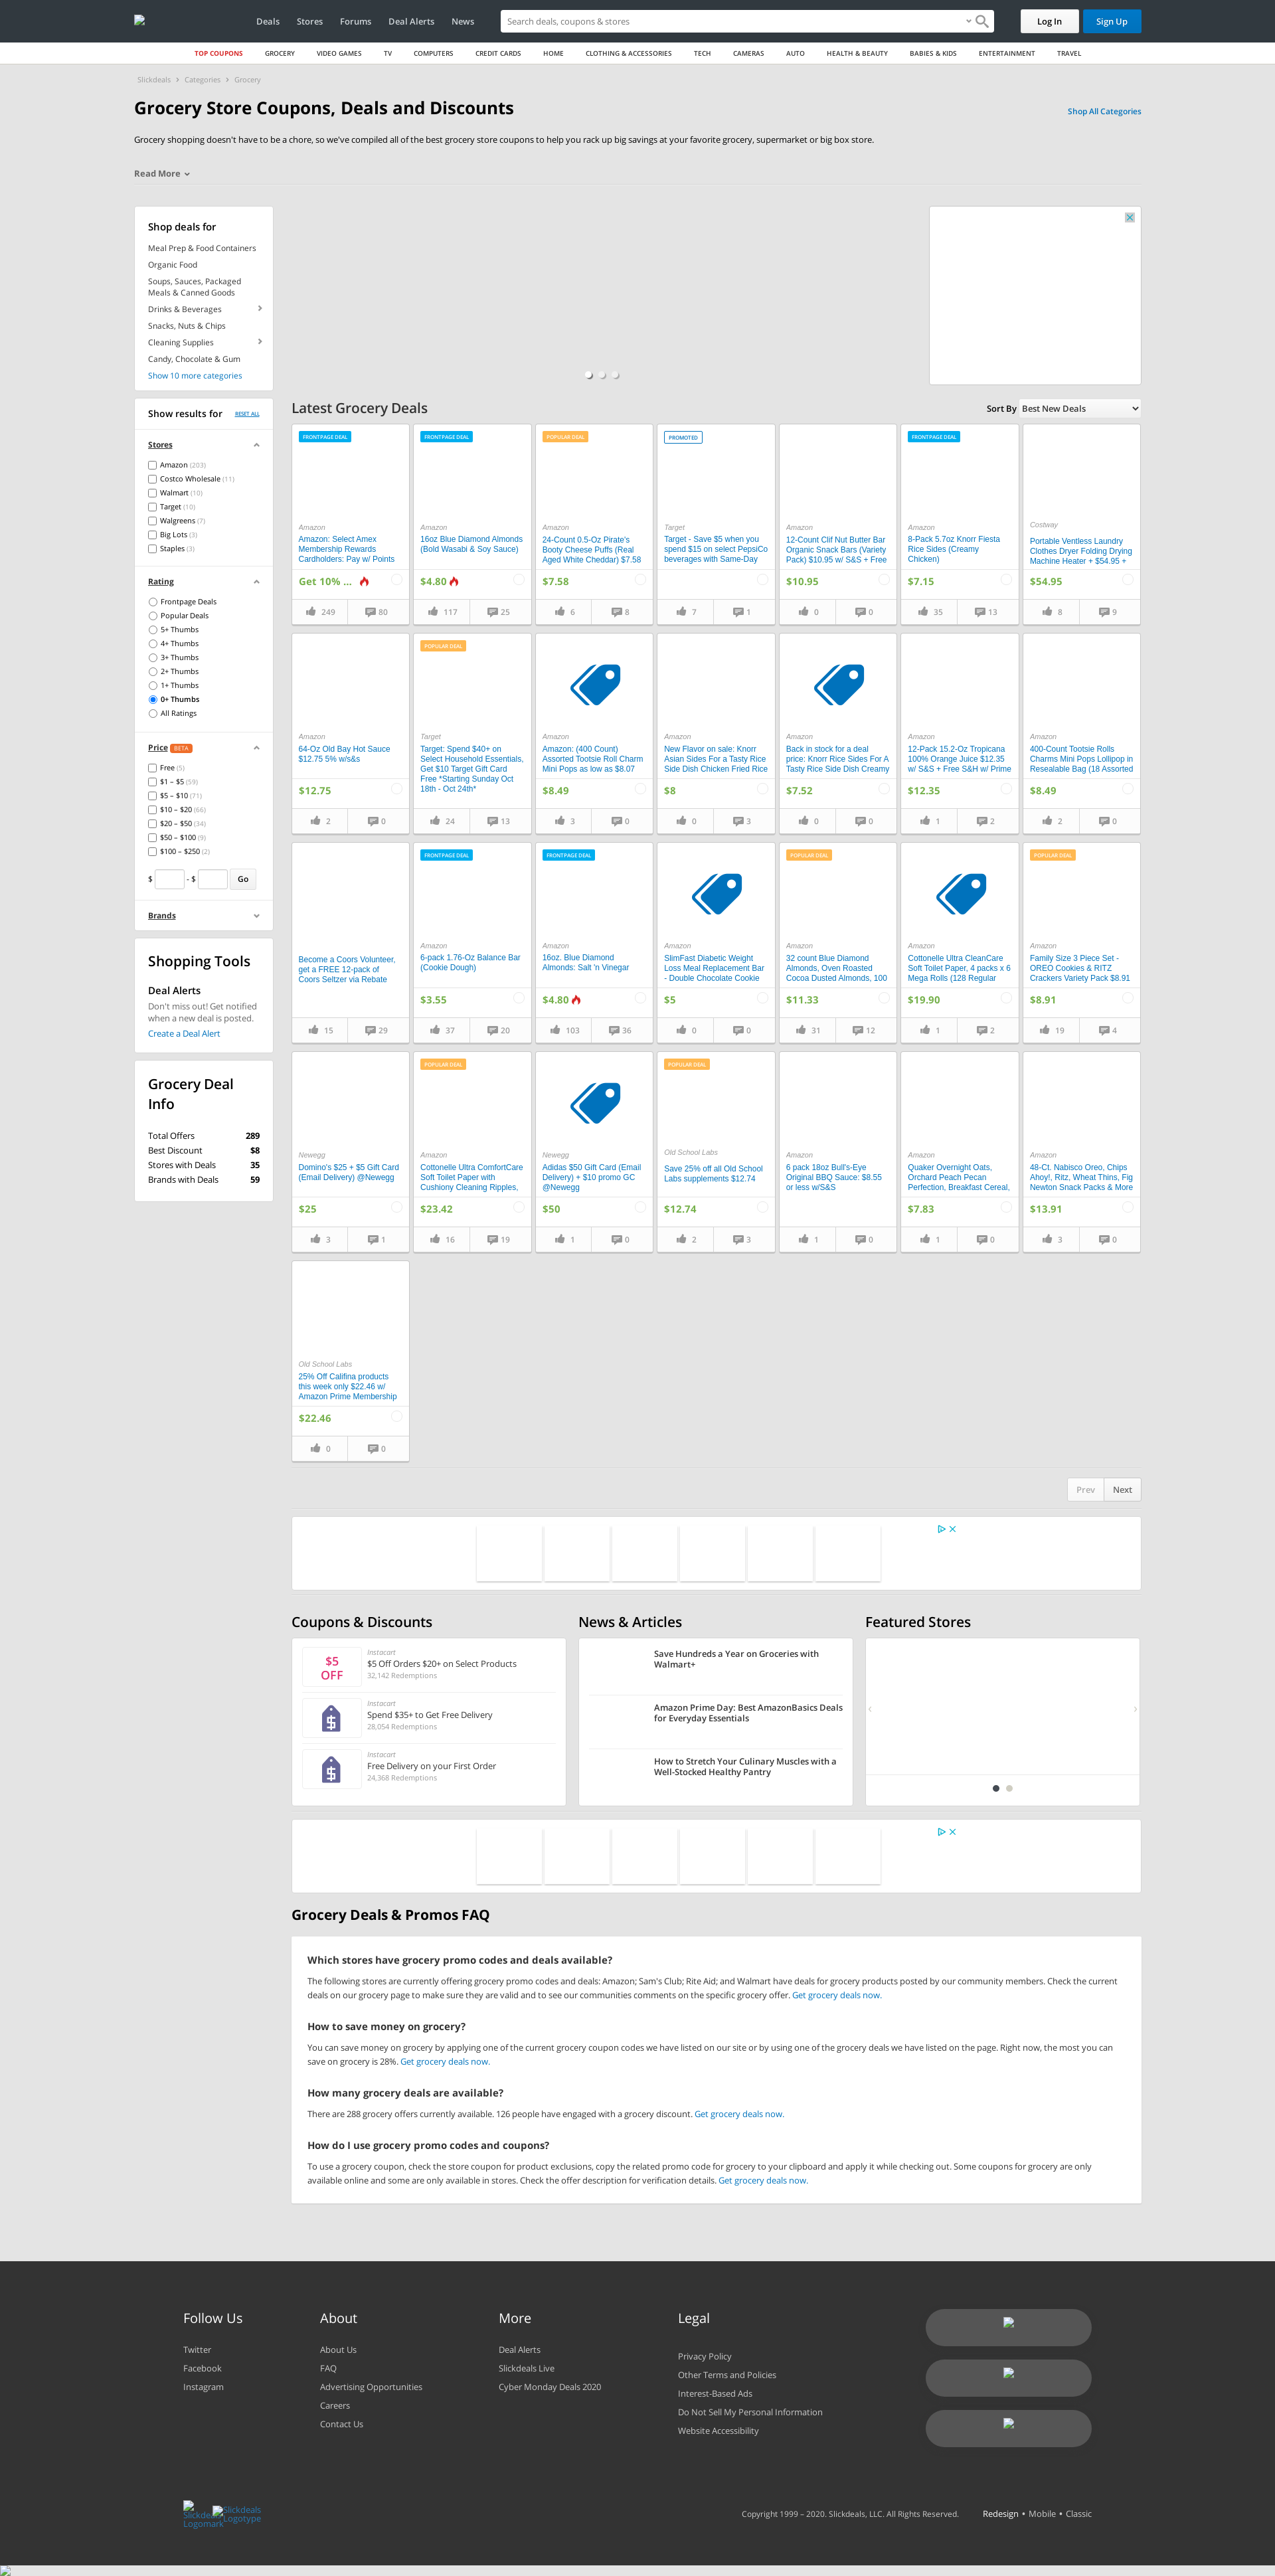 Deals Stores Forums Deal Alerts News Search deals, coupons & stores Log In Sign Up
TOP COUPONS GROCERY VIDEO GAMES TV COMPUTERS CREDIT CARDS HOME CLOTHING & ACCESSORIES TECH CAMERAS AUTO HEALTH & BEAUTY BABIES & KIDS ENTERTAINMENT TRAVEL
Slickdeals > Categories > Grocery
Grocery Store Coupons, Deals and Discounts
Shop All Categories
Grocery shopping doesn't have to be a chore, so we've compiled all of the best grocery store coupons to help you rack up big savings at your favorite grocery, supermarket or big box store.
Read More
Shop deals for
Meal Prep & Food Containers
Organic Food
Soups, Sauces, Packaged
Meals & Canned Goods
Drinks & Beverages
Snacks, Nuts & Chips
Cleaning Supplies
Candy, Chocolate & Gum
Show 10 more categories
Show results for RESET ALL
Stores
Amazon (203)
Costco Wholesale (11)
Walmart (10)
Target (10)
Walgreens (7)
Big Lots (3)
Staples (3)
Rating
Frontpage Deals
Popular Deals
5+ Thumbs
4+ Thumbs
3+ Thumbs
2+ Thumbs
1+ Thumbs
0+ Thumbs
All Ratings
Price BETA
Free (5)
$1 – $5 (59)
$5 – $10 (71)
$10 – $20 (66)
$20 – $50 (34)
$50 – $100 (9)
$100 – $250 (2)
$ - $ Go
Brands
Shopping Tools
Deal Alerts
Don't miss out! Get notified
when a new deal is posted.
Create a Deal Alert
Grocery Deal
Info
Total Offers 289
Best Discount $8
Stores with Deals 35
Brands with Deals 59
Latest Grocery Deals
Sort By Best New Deals
FRONTPAGE DEAL
Amazon
Amazon: Select Amex
Membership Rewards
Cardholders: Pay w/ Points
Get 10% ...
249 80
FRONTPAGE DEAL
Amazon
16oz Blue Diamond Almonds
(Bold Wasabi & Soy Sauce)
$4.80
117 25
POPULAR DEAL
Amazon
24-Count 0.5-Oz Pirate's
Booty Cheese Puffs (Real
Aged White Cheddar) $7.58
$7.58
6 8
PROMOTED
Target
Target - Save $5 when you
spend $15 on select PepsiCo
beverages with Same-Day
7 1
Amazon
12-Count Clif Nut Butter Bar
Organic Snack Bars (Variety
Pack) $10.95 w/ S&S + Free
$10.95
0 0
FRONTPAGE DEAL
Amazon
8-Pack 5.7oz Knorr Fiesta
Rice Sides (Creamy
Chicken)
$7.15
35 13
Costway
Portable Ventless Laundry
Clothes Dryer Folding Drying
Machine Heater + $54.95 +
$54.95
8 9
Amazon
64-Oz Old Bay Hot Sauce
$12.75 5% w/s&s
$12.75
2 0
POPULAR DEAL
Target
Target: Spend $40+ on
Select Household Essentials,
Get $10 Target Gift Card
Free *Starting Sunday Oct
18th - Oct 24th*
24 13
Amazon
Amazon: (400 Count)
Assorted Tootsie Roll Charm
Mini Pops as low as $8.07
$8.49
3 0
Amazon
New Flavor on sale: Knorr
Asian Sides For a Tasty Rice
Side Dish Chicken Fried Rice
$8
0 3
Amazon
Back in stock for a deal
price: Knorr Rice Sides For A
Tasty Rice Side Dish Creamy
$7.52
0 0
Amazon
12-Pack 15.2-Oz Tropicana
100% Orange Juice $12.35
w/ S&S + Free S&H w/ Prime
$12.35
1 2
Amazon
400-Count Tootsie Rolls
Charms Mini Pops Lollipop in
Resealable Bag (18 Assorted
$8.49
2 0
Become a Coors Volunteer,
get a FREE 12-pack of
Coors Seltzer via Rebate
15 29
FRONTPAGE DEAL
Amazon
6-pack 1.76-Oz Balance Bar
(Cookie Dough)
$3.55
37 20
FRONTPAGE DEAL
Amazon
16oz. Blue Diamond
Almonds: Salt 'n Vinegar
$4.80
103 36
Amazon
SlimFast Diabetic Weight
Loss Meal Replacement Bar
- Double Chocolate Cookie
$5
0 0
POPULAR DEAL
Amazon
32 count Blue Diamond
Almonds, Oven Roasted
Cocoa Dusted Almonds, 100
$11.33
31 12
Amazon
Cottonelle Ultra CleanCare
Soft Toilet Paper, 4 packs x 6
Mega Rolls (128 Regular
$19.90
1 2
POPULAR DEAL
Amazon
Family Size 3 Piece Set -
OREO Cookies & RITZ
Crackers Variety Pack $8.91
$8.91
19 4
Newegg
Domino's $25 + $5 Gift Card
(Email Delivery) @Newegg
$25
3 1
POPULAR DEAL
Amazon
Cottonelle Ultra ComfortCare
Soft Toilet Paper with
Cushiony Cleaning Ripples,
$23.42
16 19
Newegg
Adidas $50 Gift Card (Email
Delivery) + $10 promo GC
@Newegg
$50
1 0
POPULAR DEAL
Old School Labs
Save 25% off all Old School
Labs supplements $12.74
$12.74
2 3
Amazon
6 pack 18oz Bull's-Eye
Original BBQ Sauce: $8.55
or less w/S&S
1 0
Amazon
Quaker Overnight Oats,
Orchard Peach Pecan
Perfection, Breakfast Cereal,
$7.83
1 0
Amazon
48-Ct. Nabisco Oreo, Chips
Ahoy!, Ritz, Wheat Thins, Fig
Newton Snack Packs & More
$13.91
3 0
Old School Labs
25% Off Califina products
this week only $22.46 w/
Amazon Prime Membership
$22.46
0 0
Prev Next
Coupons & Discounts
$5
OFF
Instacart
$5 Off Orders $20+ on Select Products
32,142 Redemptions
Instacart
Spend $35+ to Get Free Delivery
28,054 Redemptions
Instacart
Free Delivery on your First Order
24,368 Redemptions
News & Articles
Save Hundreds a Year on Groceries with
Walmart+
Amazon Prime Day: Best AmazonBasics Deals
for Everyday Essentials
How to Stretch Your Culinary Muscles with a
Well-Stocked Healthy Pantry
Featured Stores
Grocery Deals & Promos FAQ
Which stores have grocery promo codes and deals available?
The following stores are currently offering grocery promo codes and deals: Amazon; Sam's Club; Rite Aid; and Walmart have deals for grocery products posted by our community members. Check the current
deals on our grocery page to make sure they are valid and to see our communities comments on the specific grocery offer. Get grocery deals now.
How to save money on grocery?
You can save money on grocery by applying one of the current grocery coupon codes we have listed on our site or by using one of the grocery deals we have listed on the page. Right now, the most you can
save on grocery is 28%. Get grocery deals now.
How many grocery deals are available?
There are 288 grocery offers currently available. 126 people have engaged with a grocery discount. Get grocery deals now.
How do I use grocery promo codes and coupons?
To use a grocery coupon, check the store coupon for product exclusions, copy the related promo code for grocery to your clipboard and apply it while checking out. Some coupons for grocery are only
available online and some are only available in stores. Check the offer description for verification details. Get grocery deals now.
Follow Us
Twitter
Facebook
Instagram
About
About Us
FAQ
Advertising Opportunities
Careers
Contact Us
More
Deal Alerts
Slickdeals Live
Cyber Monday Deals 2020
Legal
Privacy Policy
Other Terms and Policies
Interest-Based Ads
Do Not Sell My Personal Information
Website Accessibility
Slickdeals
Logomark
Slickdeals
Logotype
Copyright 1999 – 2020. Slickdeals, LLC. All Rights Reserved. Redesign • Mobile • Classic